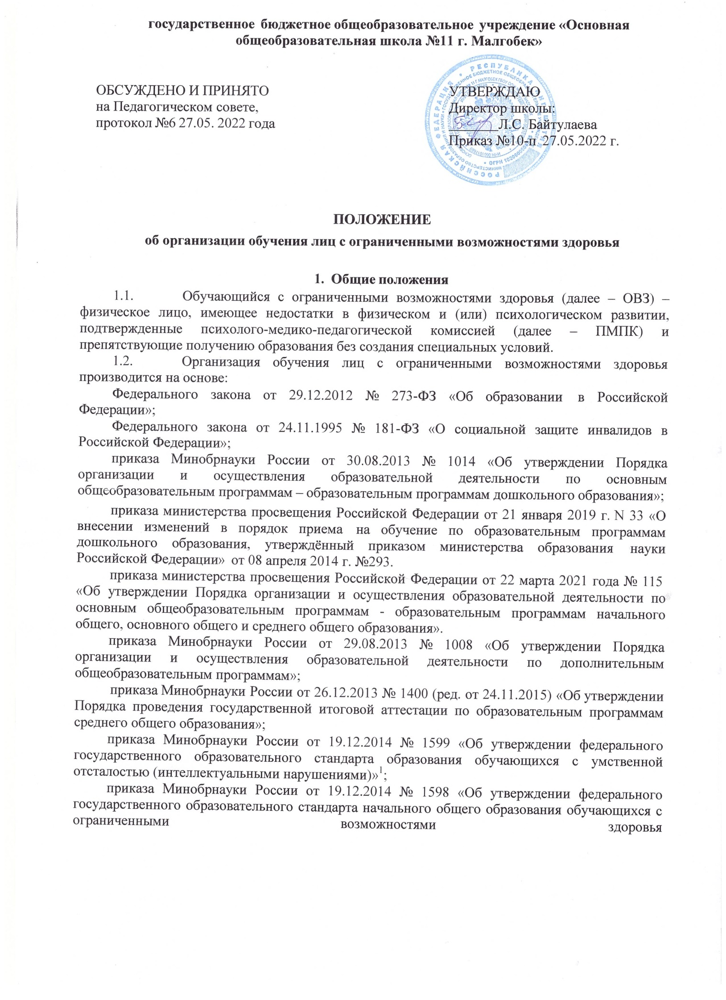 государственное бюджетное общеобразовательное учреждение «Основная
общеобразовательная школа №11 г. Малгобек»
ОБСУЖДЕНО И ПРИНЯТО
на Педагогическом совете,
протокол №6 27.05. 2022 года
УТВЕРЖДАЮ
Директор школы:
_______Л.С. Байтулаева
Приказ №10-п 27.05.2022 г.
РОССИЙСКАЯ ФЕДЕРАЦИЯ • РЕСПУБЛИКА ИНГУШЕТИЯ
ПОЛОЖЕНИЕ
об организации обучения лиц с ограниченными возможностями здоровья
1. Общие положения
1.1. Обучающийся с ограниченными возможностями здоровья (далее – ОВЗ) –
физическое лицо, имеющее недостатки в физическом и (или) психологическом развитии,
подтвержденные психолого-медико-педагогической комиссией (далее – ПМПК) и
препятствующие получению образования без создания специальных условий.
1.2. Организация обучения лиц с ограниченными возможностями здоровья
производится на основе:
Федерального закона от 29.12.2012 № 273-ФЗ «Об образовании в Российской
Федерации»;
Федерального закона от 24.11.1995 № 181-ФЗ «О социальной защите инвалидов в
Российской Федерации»;
приказа Минобрнауки России от 30.08.2013 № 1014 «Об утверждении Порядка
организации и осуществления образовательной деятельности по основным
общеобразовательным программам – образовательным программам дошкольного образования»;
приказа министерства просвещения Российской Федерации от 21 января 2019 г. N 33 «О
внесении изменений в порядок приема на обучение по образовательным программам
дошкольного образования, утверждённый приказом министерства образования науки
Российской Федерации» от 08 апреля 2014 г. №293.
приказа министерства просвещения Российской Федерации от 22 марта 2021 года № 115
«Об утверждении Порядка организации и осуществления образовательной деятельности по
основным общеобразовательным программам - образовательным программам начального
общего, основного общего и среднего общего образования».
приказа Минобрнауки России от 29.08.2013 № 1008 «Об утверждении Порядка
организации и осуществления образовательной деятельности по дополнительным
общеобразовательным программам»;
приказа Минобрнауки России от 26.12.2013 № 1400 (ред. от 24.11.2015) «Об утверждении
Порядка проведения государственной итоговой аттестации по образовательным программам
среднего общего образования»;
приказа Минобрнауки России от 19.12.2014 № 1599 «Об утверждении федерального
государственного образовательного стандарта образования обучающихся с умственной
отсталостью (интеллектуальными нарушениями)»¹;
приказа Минобрнауки России от 19.12.2014 № 1598 «Об утверждении федерального
государственного образовательного стандарта начального общего образования обучающихся с
ограниченными возможностями здоровья